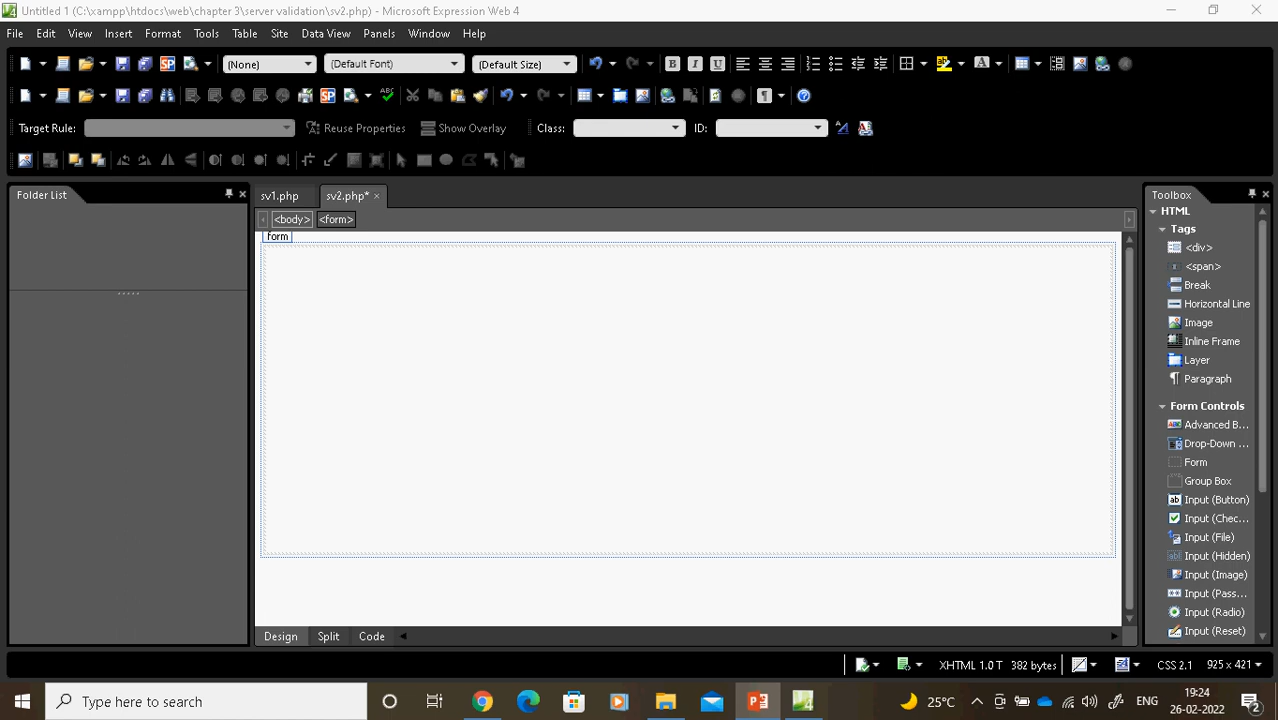 Untitled 1 (C:\xampp\htdocs\web\chapter 3\server validation\sv2.php) - Microsoft Expression Web 4
File Edit View Insert Format Tools Table Site Data View Panels Window Help
(None) (Default Font) (Default Size) B I U A
ABC
Target Rule: Reuse Properties Show Overlay Class: ID:
Folder List
sv1.php sv2.php* ×
<body> <form>
form
Toolbox
HTML
Tags
<div>
<span>
Break
Horizontal Line
Image
Inline Frame
Layer
Paragraph
Form Controls
Advanced B...
Drop-Down ...
Form
Group Box
Input (Button)
Input (Chec...
Input (File)
Input (Hidden)
Input (Image)
Input (Pass...
Input (Radio)
Input (Reset)
Design Split Code
XHTML 1.0 T 382 bytes CSS 2.1 925 x 421
Type here to search
25°C ENG
19:24
26-02-2022
2